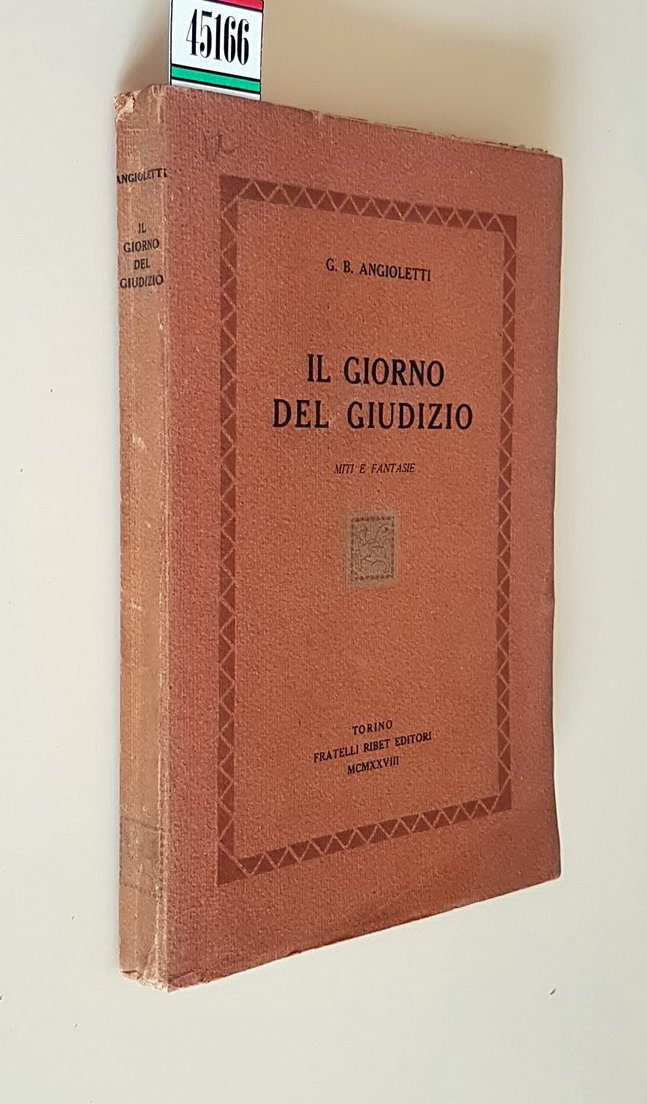 45166
ANGIOLETTI
IL
GIORNO
DEL
GIUDIZIO
G. B. ANGIOLETTI
IL GIORNO
DEL GIUDIZIO
MITI E FANTASIE
TORINO
FRATELLI RIBET EDITORI
MCMXXVIII